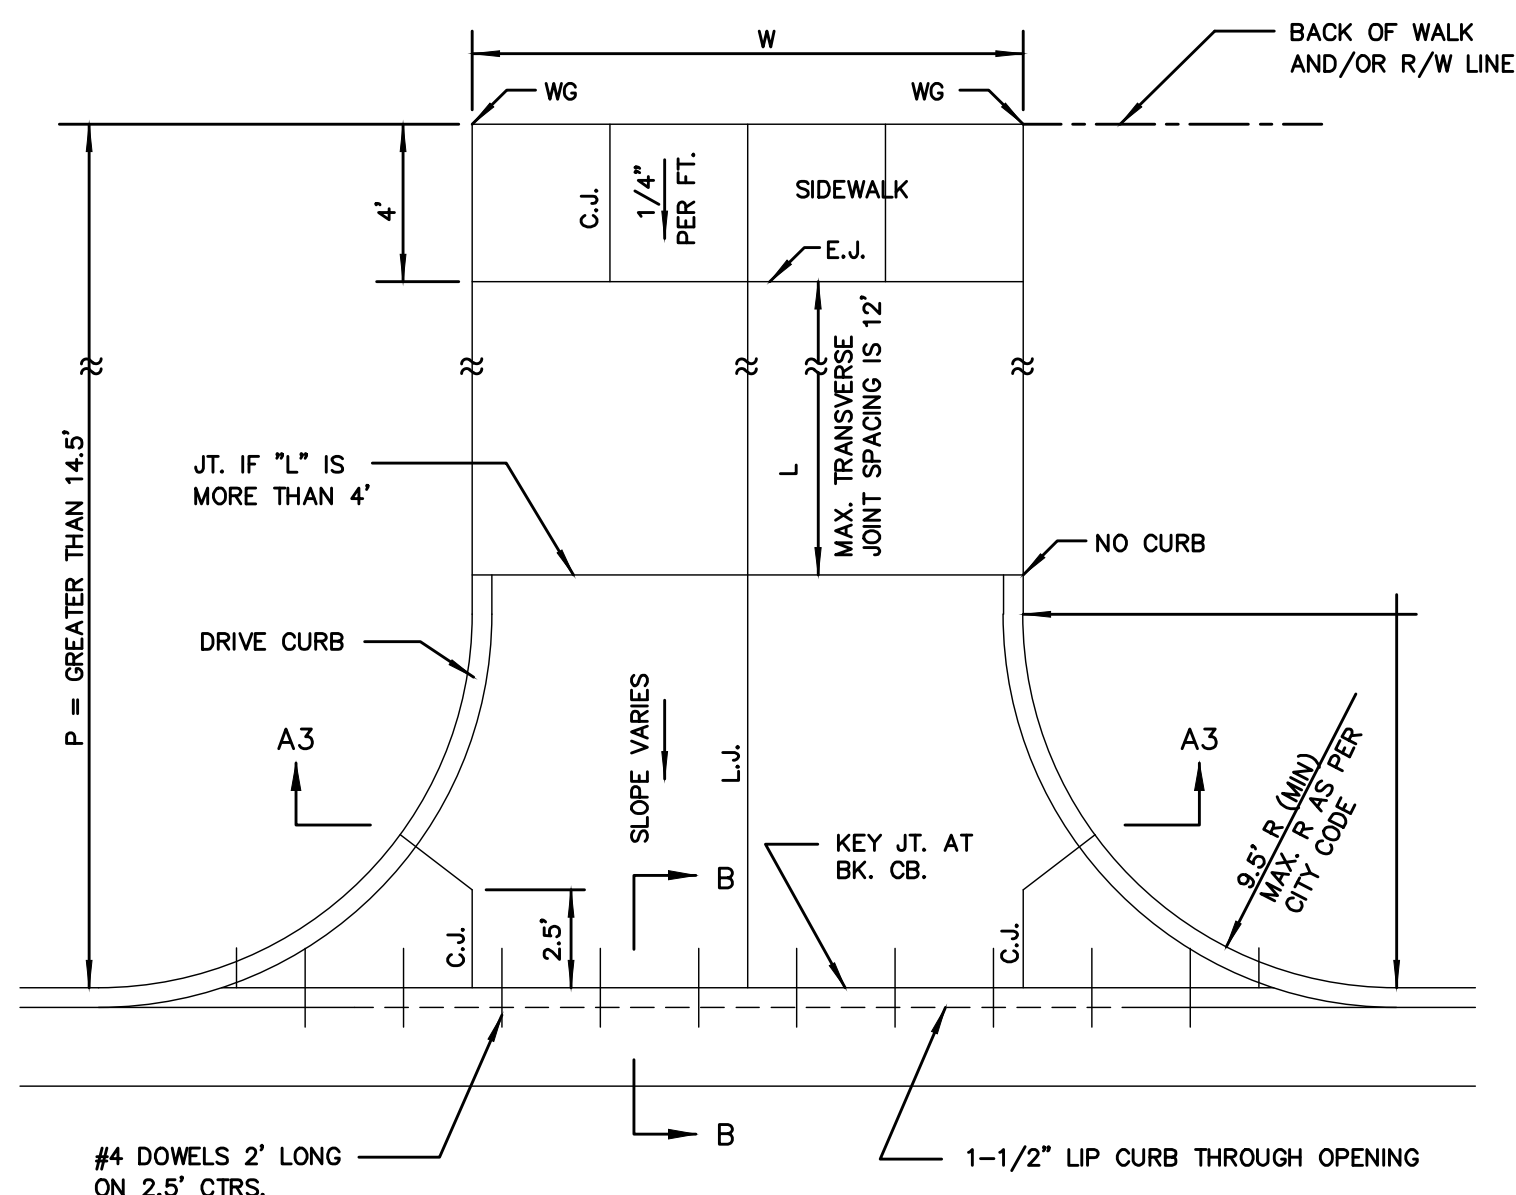 W
BACK OF WALK
AND/OR R/W LINE
WG
WG
4'
C.J.
1/4"
PER FT.
SIDEWALK
E.J.
P = GREATER THAN 14.5'
JT. IF "L" IS
MORE THAN 4'
L
MAX. TRANSVERSE
JOINT SPACING IS 12'
NO CURB
DRIVE CURB
SLOPE VARIES
L.J.
A3
A3
9.5' R (MIN)
MAX. R AS PER
CITY CODE
KEY JT. AT
BK. CB.
B
C.J.
2.5'
C.J.
B
#4 DOWELS 2' LONG
ON 2.5' CTRS.
1-1/2" LIP CURB THROUGH OPENING